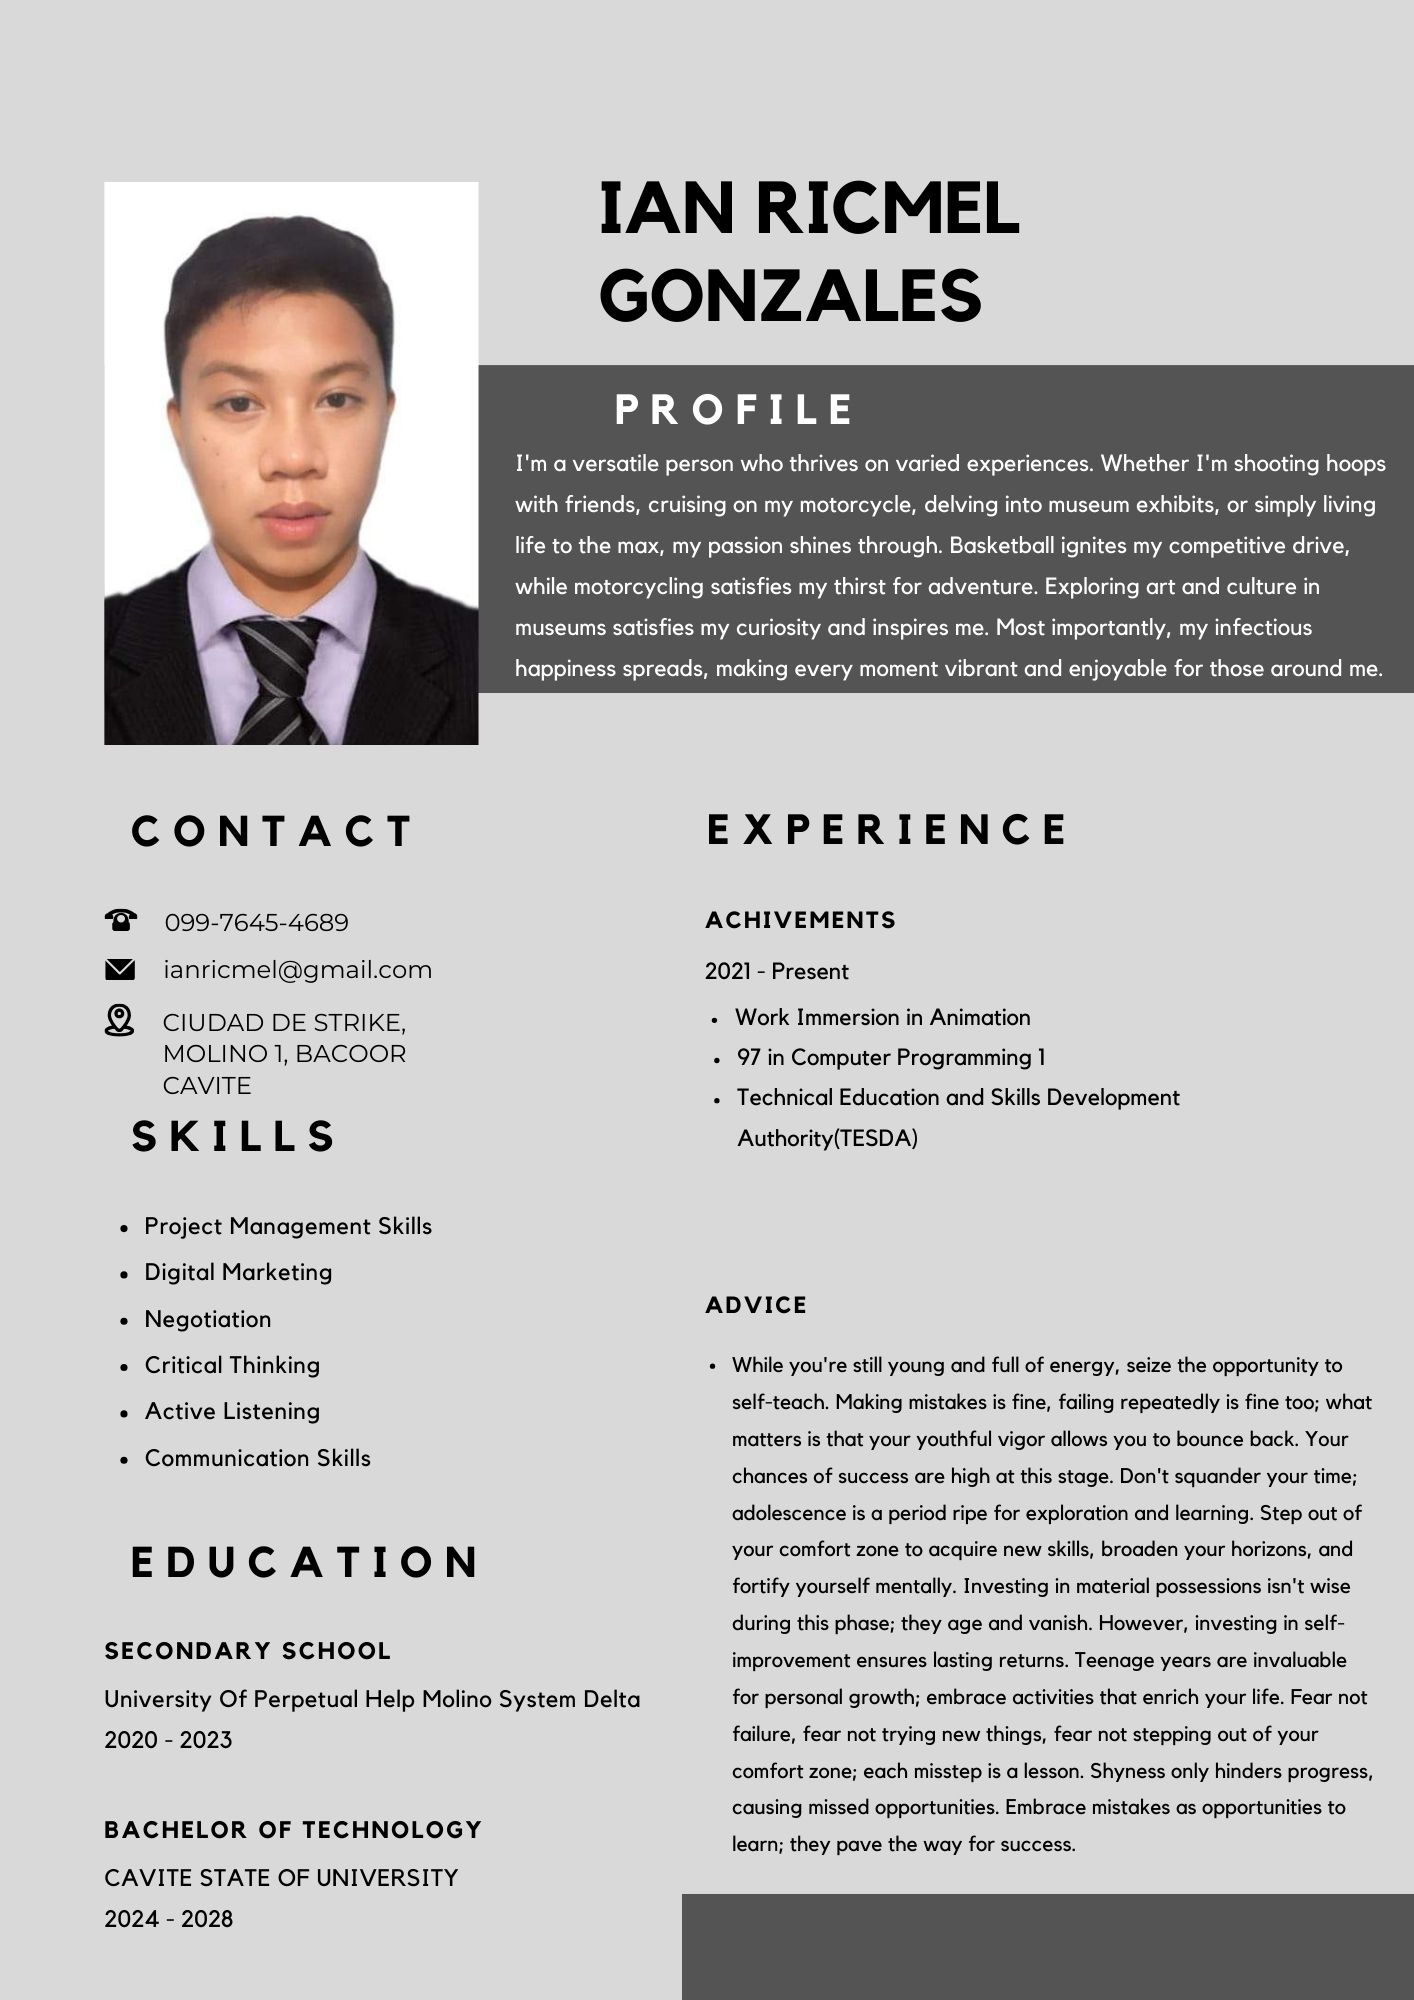 IAN RICMEL
GONZALES
PROFILE
I'm a versatile person who thrives on varied experiences. Whether I'm shooting hoops
with friends, cruising on my motorcycle, delving into museum exhibits, or simply living
life to the max, my passion shines through. Basketball ignites my competitive drive,
while motorcycling satisfies my thirst for adventure. Exploring art and culture in
museums satisfies my curiosity and inspires me. Most importantly, my infectious
happiness spreads, making every moment vibrant and enjoyable for those around me.
CONTACT
099-7645-4689
ianricmel@gmail.com
CIUDAD DE STRIKE,
MOLINO 1, BACOOR
CAVITE
SKILLS
• Project Management Skills
• Digital Marketing
• Negotiation
• Critical Thinking
• Active Listening
• Communication Skills
EDUCATION
SECONDARY SCHOOL
University Of Perpetual Help Molino System Delta
2020 - 2023
BACHELOR OF TECHNOLOGY
CAVITE STATE OF UNIVERSITY
2024 - 2028
EXPERIENCE
ACHIVEMENTS
2021 - Present
• Work Immersion in Animation
• 97 in Computer Programming 1
• Technical Education and Skills Development
Authority(TESDA)
ADVICE
• While you're still young and full of energy, seize the opportunity to
self-teach. Making mistakes is fine, failing repeatedly is fine too; what
matters is that your youthful vigor allows you to bounce back. Your
chances of success are high at this stage. Don't squander your time;
adolescence is a period ripe for exploration and learning. Step out of
your comfort zone to acquire new skills, broaden your horizons, and
fortify yourself mentally. Investing in material possessions isn't wise
during this phase; they age and vanish. However, investing in self-
improvement ensures lasting returns. Teenage years are invaluable
for personal growth; embrace activities that enrich your life. Fear not
failure, fear not trying new things, fear not stepping out of your
comfort zone; each misstep is a lesson. Shyness only hinders progress,
causing missed opportunities. Embrace mistakes as opportunities to
learn; they pave the way for success.